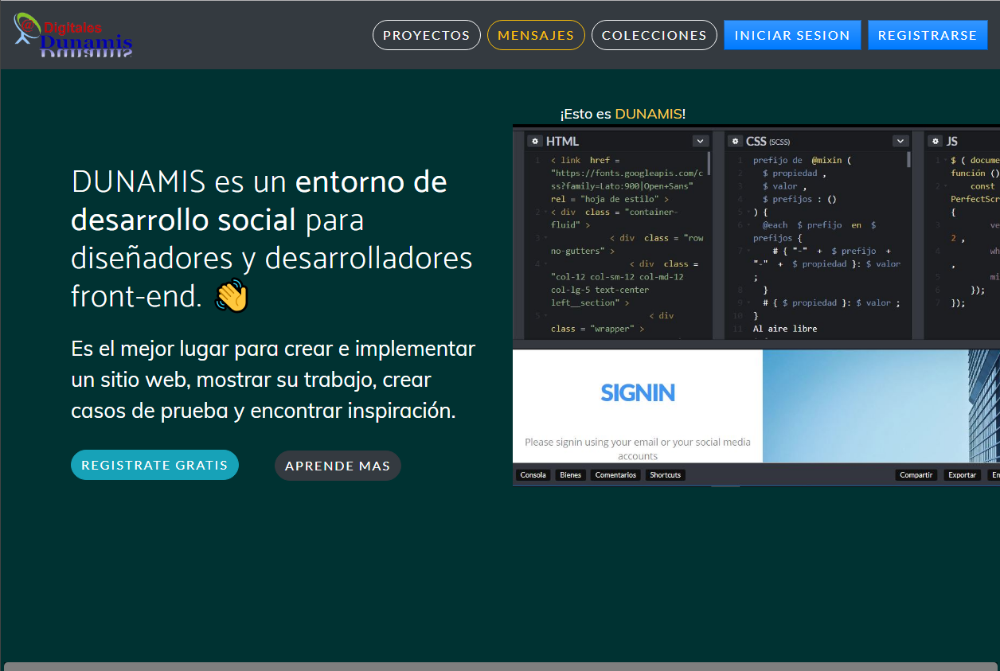 Digitales
Dunamis
PROYECTOS
MENSAJES
COLECCIONES
INICIAR SESION
REGISTRARSE
DUNAMIS es un entorno de
desarrollo social para
diseñadores y desarrolladores
front-end. 👋
Es el mejor lugar para crear e implementar
un sitio web, mostrar su trabajo, crear
casos de prueba y encontrar inspiración.
REGISTRATE GRATIS
APRENDE MAS
¡Esto es DUNAMIS!
HTML
1 < link href =
"https://fonts.googleapis.com/c
ss?family=Lato:900|Open+Sans"
rel = "hoja de estilo" >
2 < div class = "container-
fluid" >
3 < div class = "row
no-gutters" >
4 < div class =
"col-12 col-sm-12 col-md-12
col-lg-5 text-center
left__section" >
5 < div
class = "wrapper" >
CSS (SCSS)
1 prefijo de @mixin (
2 $ propiedad ,
3 $ valor ,
4 $ prefijos : ()
5 ) {
6 @each $ prefijo en $
prefijos {
7 # { "-" + $ prefijo +
"-" + $ propiedad }: $ valor
;
8 }
9 # { $ propiedad }: $ valor ;
10 }
11 Al aire libre
JS
1 $ ( docume
función ()
2 const
PerfectScr
{
3 ve
2 ,
4 wh
,
5 mi
6 });
7 });
SIGNIN
Please signin using your email or your social media
accounts
Consola
Bienes
Comentarios
Shortcuts
Compartir
Exportar
En